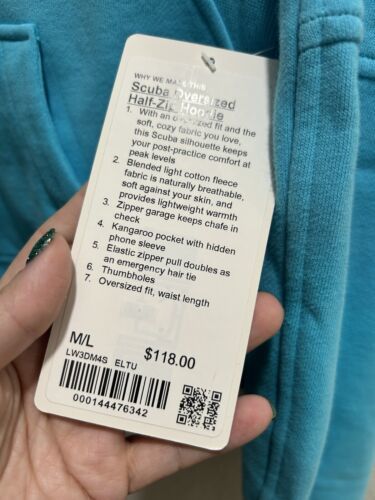 WHY WE MADE THIS
Scuba Oversized
Half-Zip Hoodie
1. With an oversized fit and the
soft, cozy fabric you love,
this Scuba silhouette keeps
your post-practice comfort at
peak levels
2. Blended light cotton fleece
fabric is naturally breathable,
soft against your skin, and
provides lightweight warmth
3. Zipper garage keeps chafe in
check
4. Kangaroo pocket with hidden
phone sleeve
5. Elastic zipper pull doubles as
an emergency hair tie
6. Thumbholes
7. Oversized fit, waist length
M/L
LW3DM4S ELTU
$118.00
000144476342